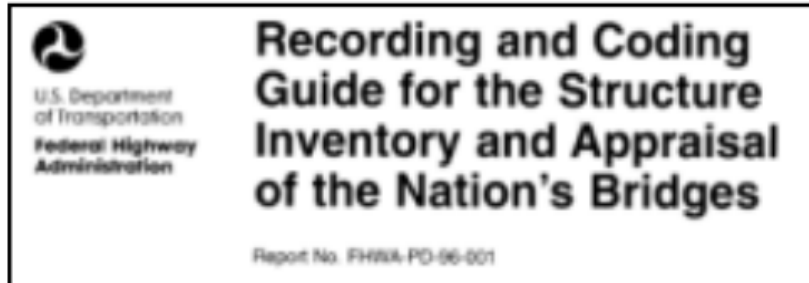 U.S. Department
of Transportation
Federal Highway
Administration
Recording and Coding
Guide for the Structure
Inventory and Appraisal
of the Nation's Bridges
Report No. FHWA-PD-96-001